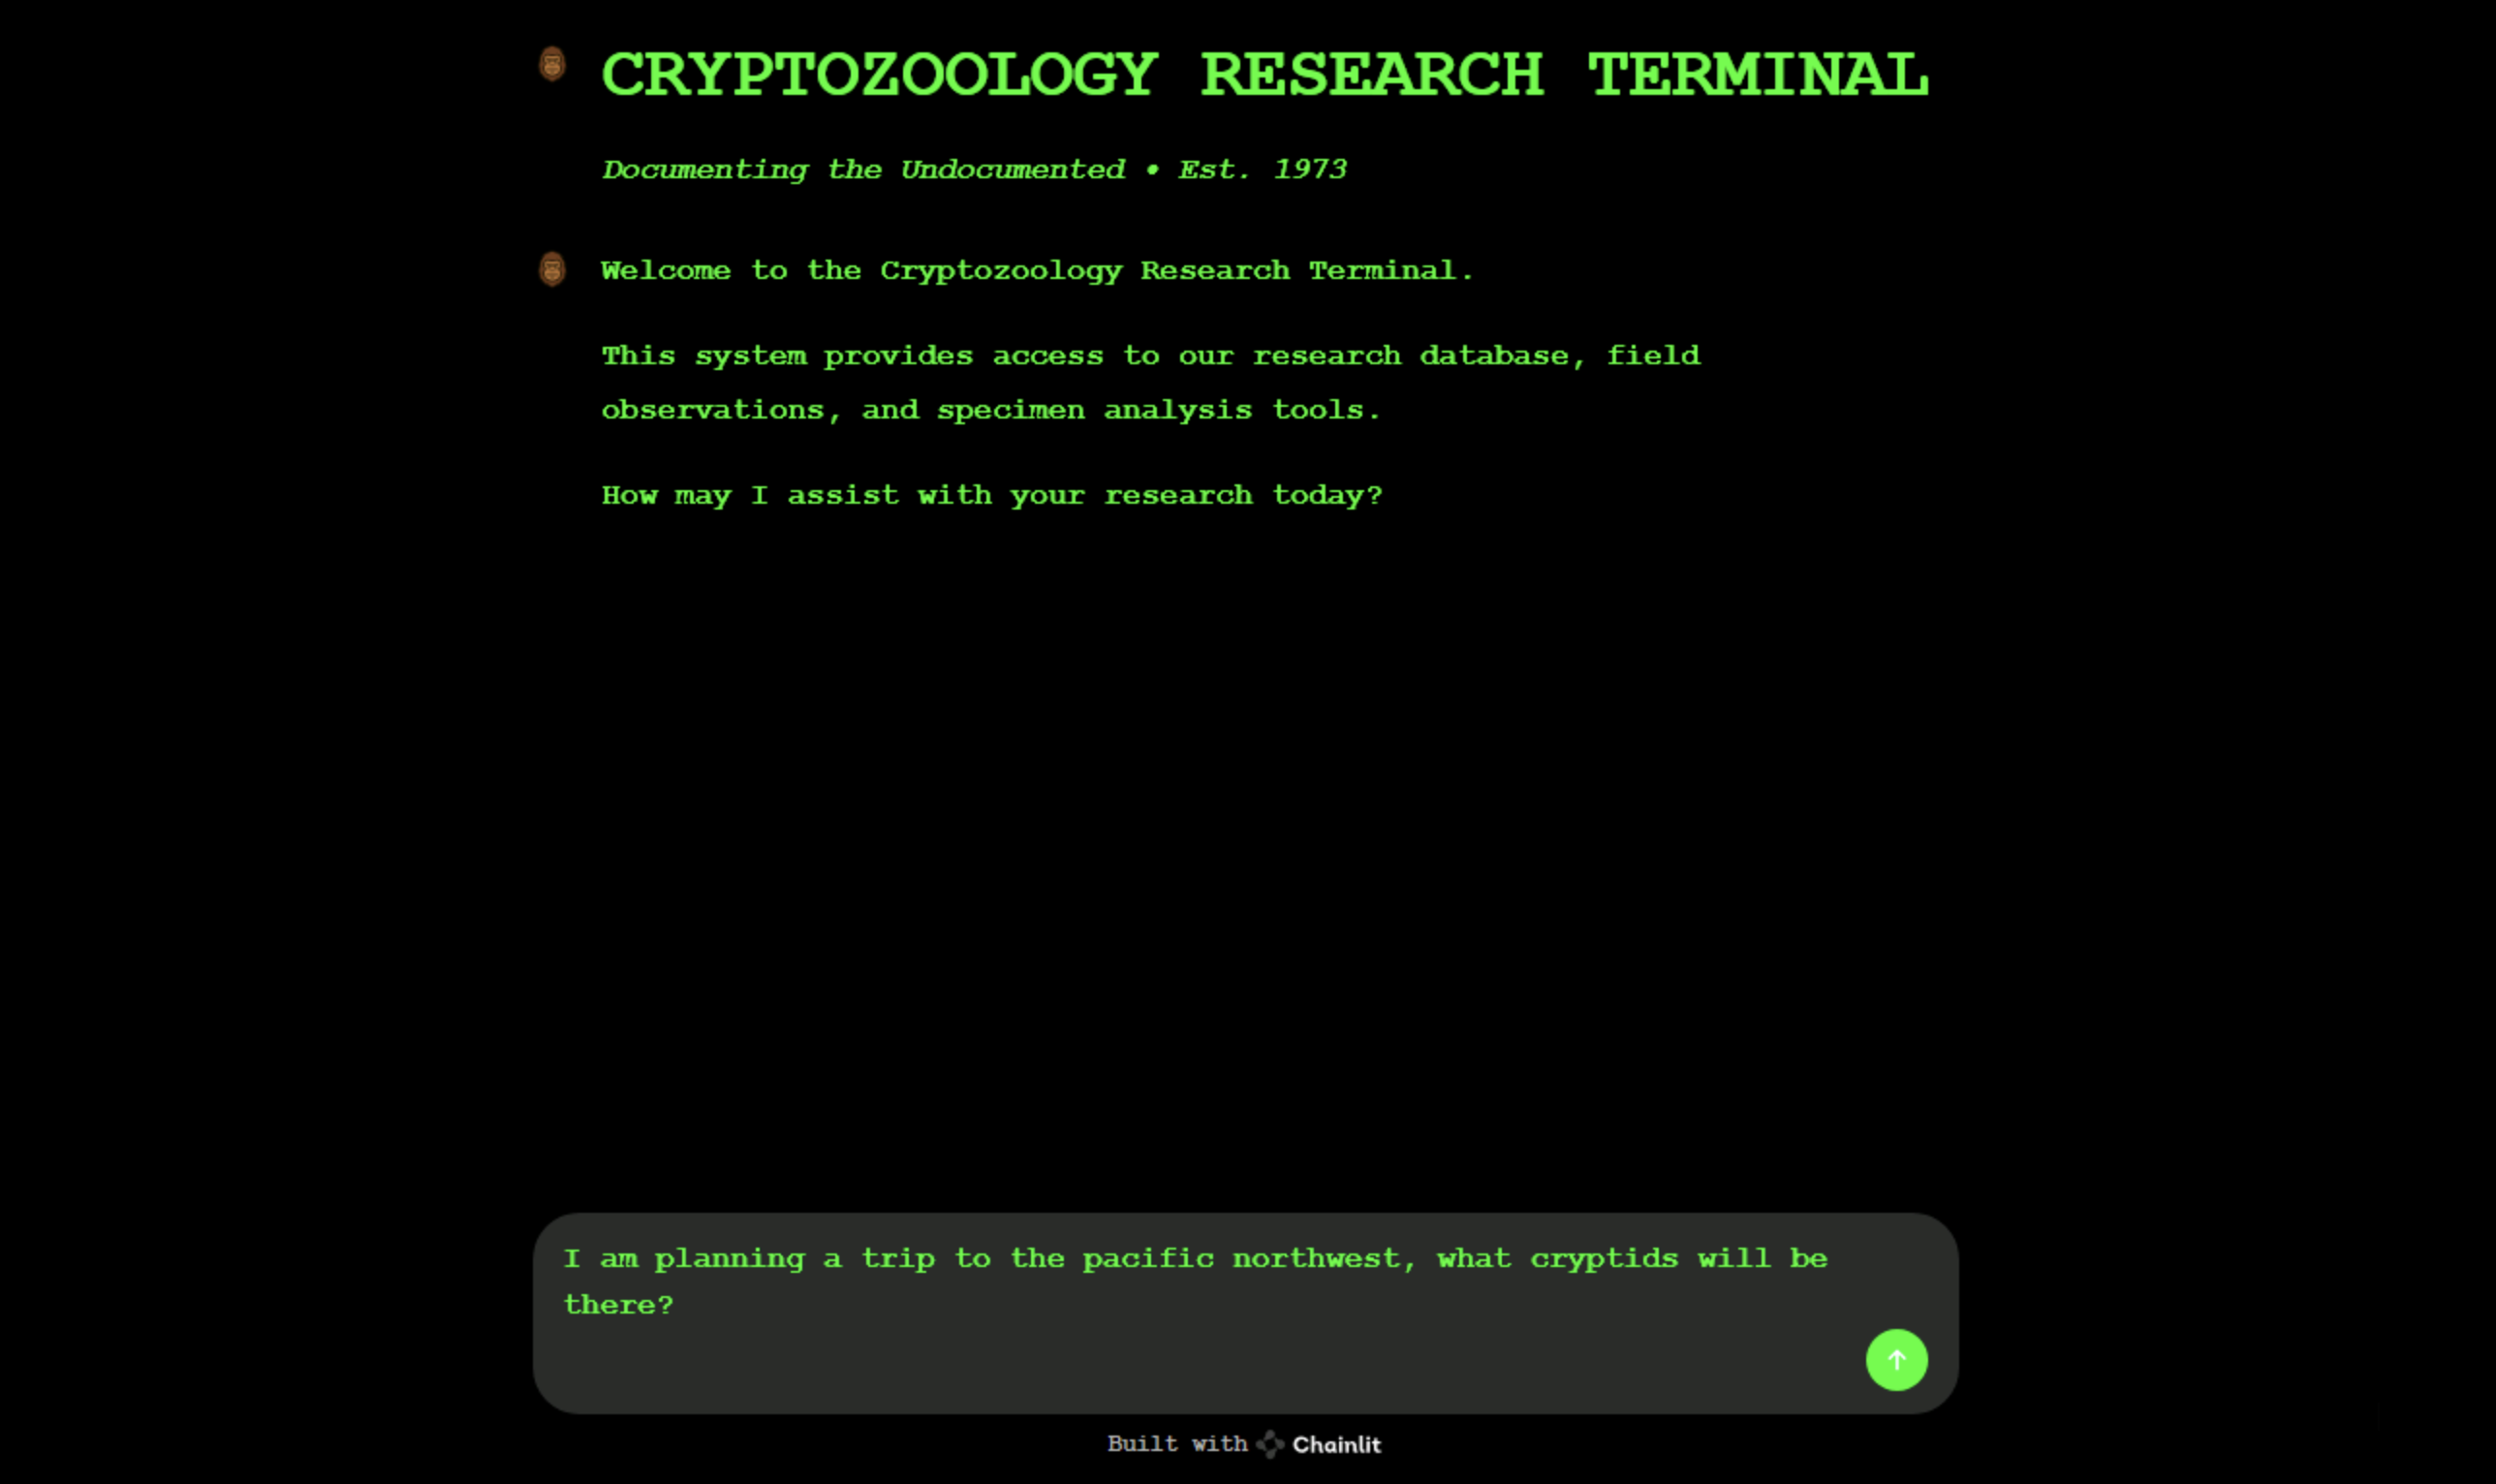 CRYPTOZOOLOGY RESEARCH TERMINAL
Documenting the Undocumented • Est. 1973
Welcome to the Cryptozoology Research Terminal.
This system provides access to our research database, field
observations, and specimen analysis tools.
How may I assist with your research today?
I am planning a trip to the pacific northwest, what cryptids will be
there?
Built with Chainlit